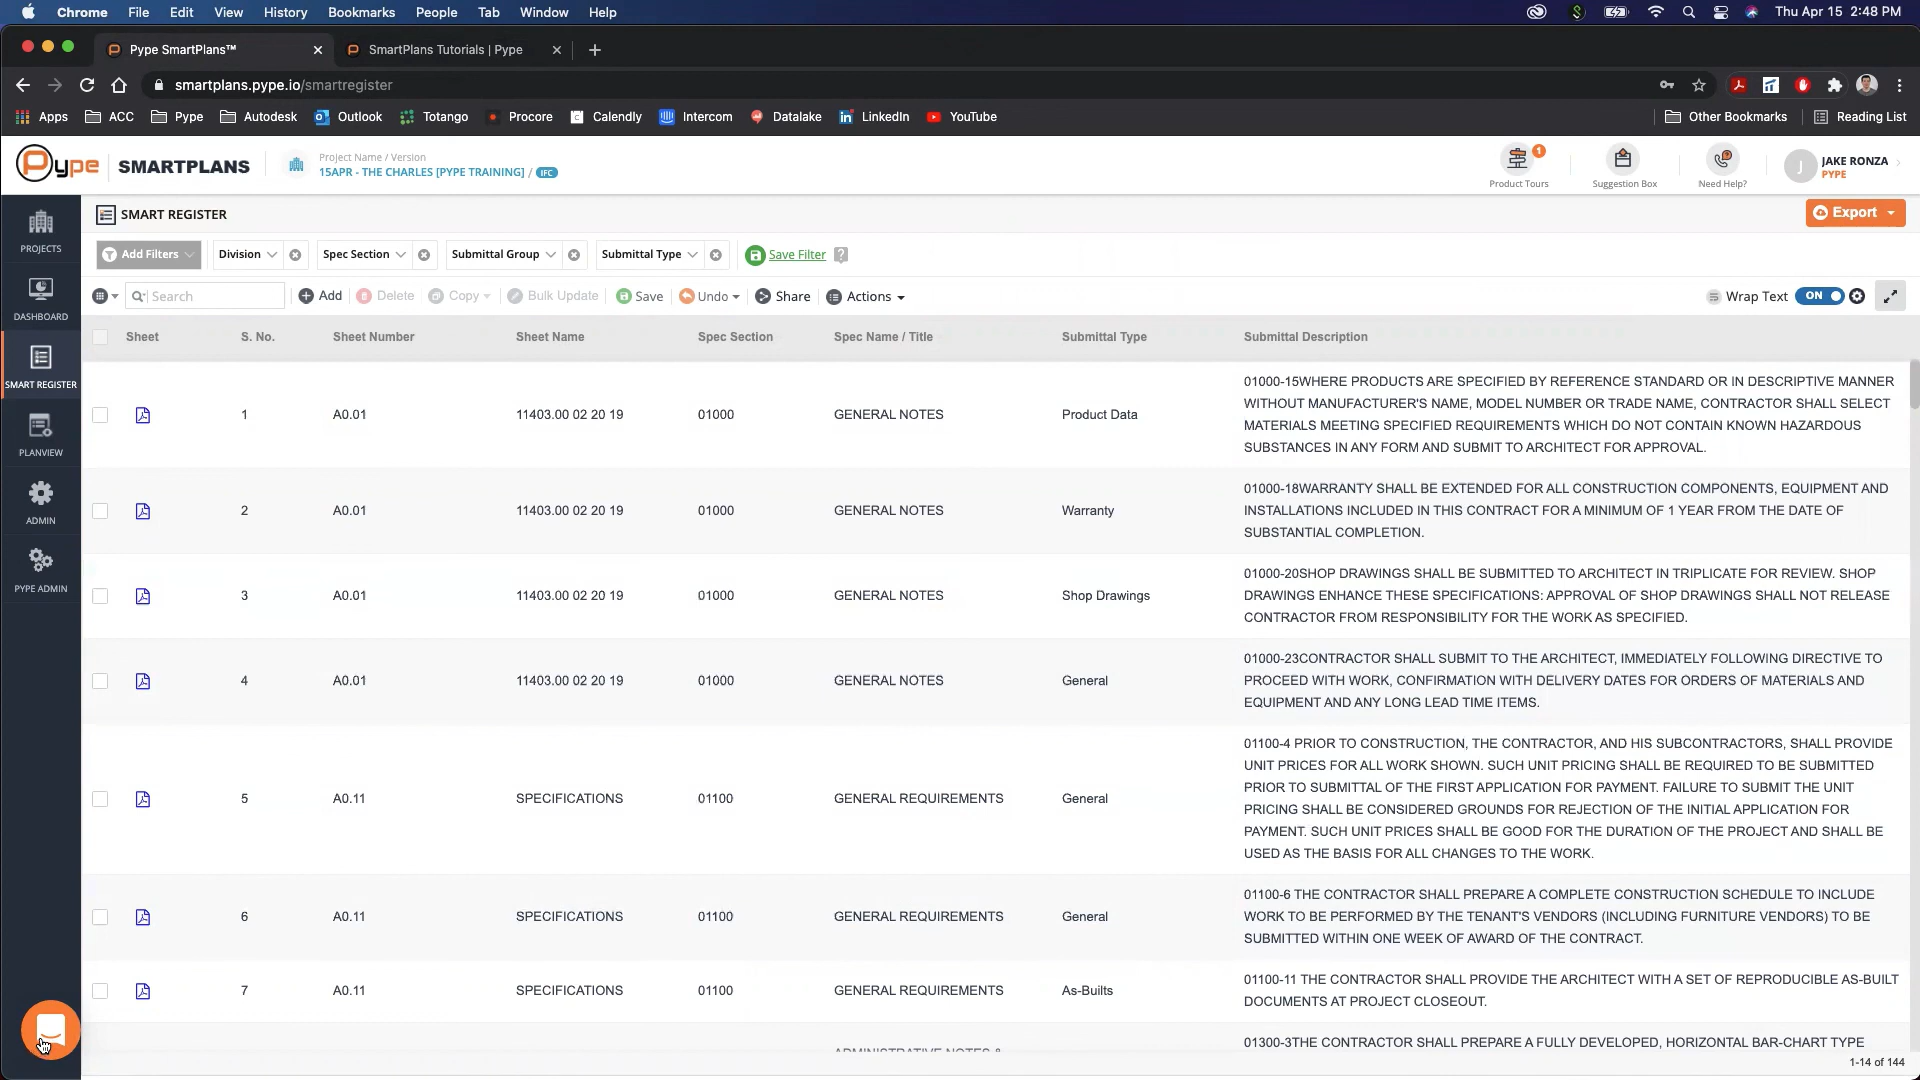 Chrome File Edit View History Bookmarks People Tab Window Help Thu Apr 15 2:48 PM
Pype SmartPlans™ SmartPlans Tutorials | Pype
smartplans.pype.io/smartregister
Apps ACC Pype Autodesk Outlook Totango Procore Calendly Intercom Datalake LinkedIn YouTube Other Bookmarks Reading List
Pype SMARTPLANS
Project Name / Version
15APR - THE CHARLES [PYPE TRAINING] / IFC
1
Product Tours Suggestion Box Need Help?
J JAKE RONZA
PYPE
PROJECTS
DASHBOARD
SMART REGISTER
PLANVIEW
ADMIN
PYPE ADMIN
SMART REGISTER Export
Add Filters Division Spec Section Submittal Group Submittal Type Save Filter ?
Search Add Delete Copy Bulk Update Save Undo Share Actions Wrap Text ON
Sheet S. No. Sheet Number Sheet Name Spec Section Spec Name / Title Submittal Type Submittal Description
1 A0.01 11403.00 02 20 19 01000 GENERAL NOTES Product Data
01000-15WHERE PRODUCTS ARE SPECIFIED BY REFERENCE STANDARD OR IN DESCRIPTIVE MANNER
WITHOUT MANUFACTURER'S NAME, MODEL NUMBER OR TRADE NAME, CONTRACTOR SHALL SELECT
MATERIALS MEETING SPECIFIED REQUIREMENTS WHICH DO NOT CONTAIN KNOWN HAZARDOUS
SUBSTANCES IN ANY FORM AND SUBMIT TO ARCHITECT FOR APPROVAL.
2 A0.01 11403.00 02 20 19 01000 GENERAL NOTES Warranty
01000-18WARRANTY SHALL BE EXTENDED FOR ALL CONSTRUCTION COMPONENTS, EQUIPMENT AND
INSTALLATIONS INCLUDED IN THIS CONTRACT FOR A MINIMUM OF 1 YEAR FROM THE DATE OF
SUBSTANTIAL COMPLETION.
3 A0.01 11403.00 02 20 19 01000 GENERAL NOTES Shop Drawings
01000-20SHOP DRAWINGS SHALL BE SUBMITTED TO ARCHITECT IN TRIPLICATE FOR REVIEW. SHOP
DRAWINGS ENHANCE THESE SPECIFICATIONS: APPROVAL OF SHOP DRAWINGS SHALL NOT RELEASE
CONTRACTOR FROM RESPONSIBILITY FOR THE WORK AS SPECIFIED.
4 A0.01 11403.00 02 20 19 01000 GENERAL NOTES General
01000-23CONTRACTOR SHALL SUBMIT TO THE ARCHITECT, IMMEDIATELY FOLLOWING DIRECTIVE TO
PROCEED WITH WORK, CONFIRMATION WITH DELIVERY DATES FOR ORDERS OF MATERIALS AND
EQUIPMENT AND ANY LONG LEAD TIME ITEMS.
5 A0.11 SPECIFICATIONS 01100 GENERAL REQUIREMENTS General
01100-4 PRIOR TO CONSTRUCTION, THE CONTRACTOR, AND HIS SUBCONTRACTORS, SHALL PROVIDE
UNIT PRICES FOR ALL WORK SHOWN. SUCH UNIT PRICING SHALL BE REQUIRED TO BE SUBMITTED
PRIOR TO SUBMITTAL OF THE FIRST APPLICATION FOR PAYMENT. FAILURE TO SUBMIT THE UNIT
PRICING SHALL BE CONSIDERED GROUNDS FOR REJECTION OF THE INITIAL APPLICATION FOR
PAYMENT. SUCH UNIT PRICES SHALL BE GOOD FOR THE DURATION OF THE PROJECT AND SHALL BE
USED AS THE BASIS FOR ALL CHANGES TO THE WORK.
6 A0.11 SPECIFICATIONS 01100 GENERAL REQUIREMENTS General
01100-6 THE CONTRACTOR SHALL PREPARE A COMPLETE CONSTRUCTION SCHEDULE TO INCLUDE
WORK TO BE PERFORMED BY THE TENANT'S VENDORS (INCLUDING FURNITURE VENDORS) TO BE
SUBMITTED WITHIN ONE WEEK OF AWARD OF THE CONTRACT.
7 A0.11 SPECIFICATIONS 01100 GENERAL REQUIREMENTS As-Builts
01100-11 THE CONTRACTOR SHALL PROVIDE THE ARCHITECT WITH A SET OF REPRODUCIBLE AS-BUILT
DOCUMENTS AT PROJECT CLOSEOUT.
ADMINISTRATIVE NOTES &
01300-3THE CONTRACTOR SHALL PREPARE A FULLY DEVELOPED, HORIZONTAL BAR-CHART TYPE
1-14 of 144